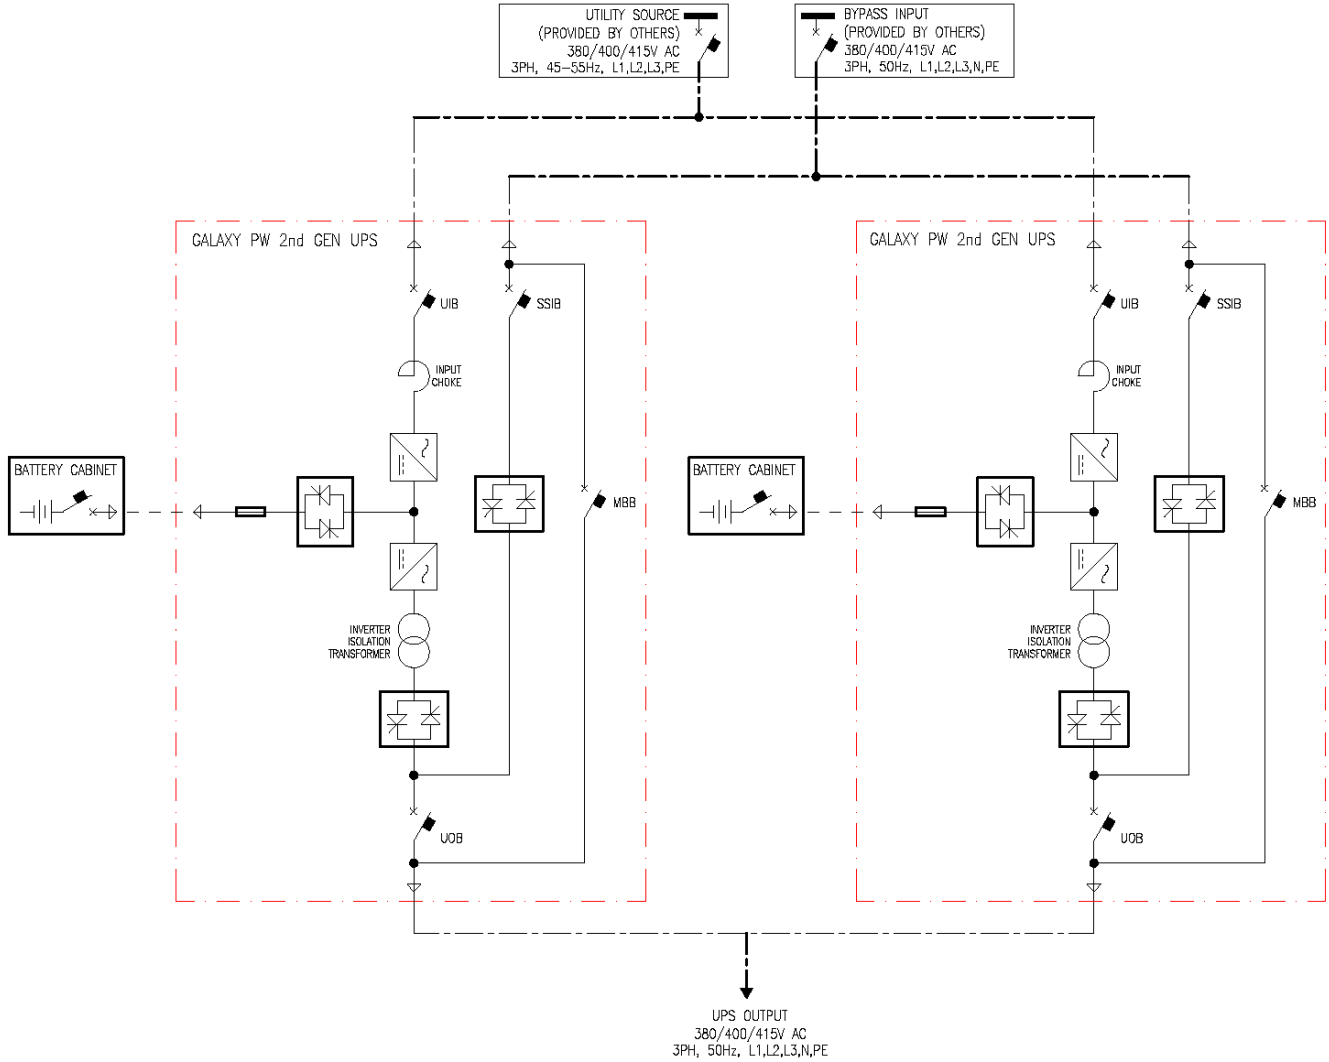 UTILITY SOURCE
(PROVIDED BY OTHERS)
380/400/415V AC
3PH, 45-55Hz, L1,L2,L3,PE
BYPASS INPUT
(PROVIDED BY OTHERS)
380/400/415V AC
3PH, 50Hz, L1,L2,L3,N,PE
GALAXY PW 2nd GEN UPS
UIB
SSIB
INPUT
CHOKE
BATTERY CABINET
MBB
INVERTER
ISOLATION
TRANSFORMER
UOB
GALAXY PW 2nd GEN UPS
UIB
SSIB
INPUT
CHOKE
BATTERY CABINET
MBB
INVERTER
ISOLATION
TRANSFORMER
UOB
UPS OUTPUT
380/400/415V AC
3PH, 50Hz, L1,L2,L3,N,PE